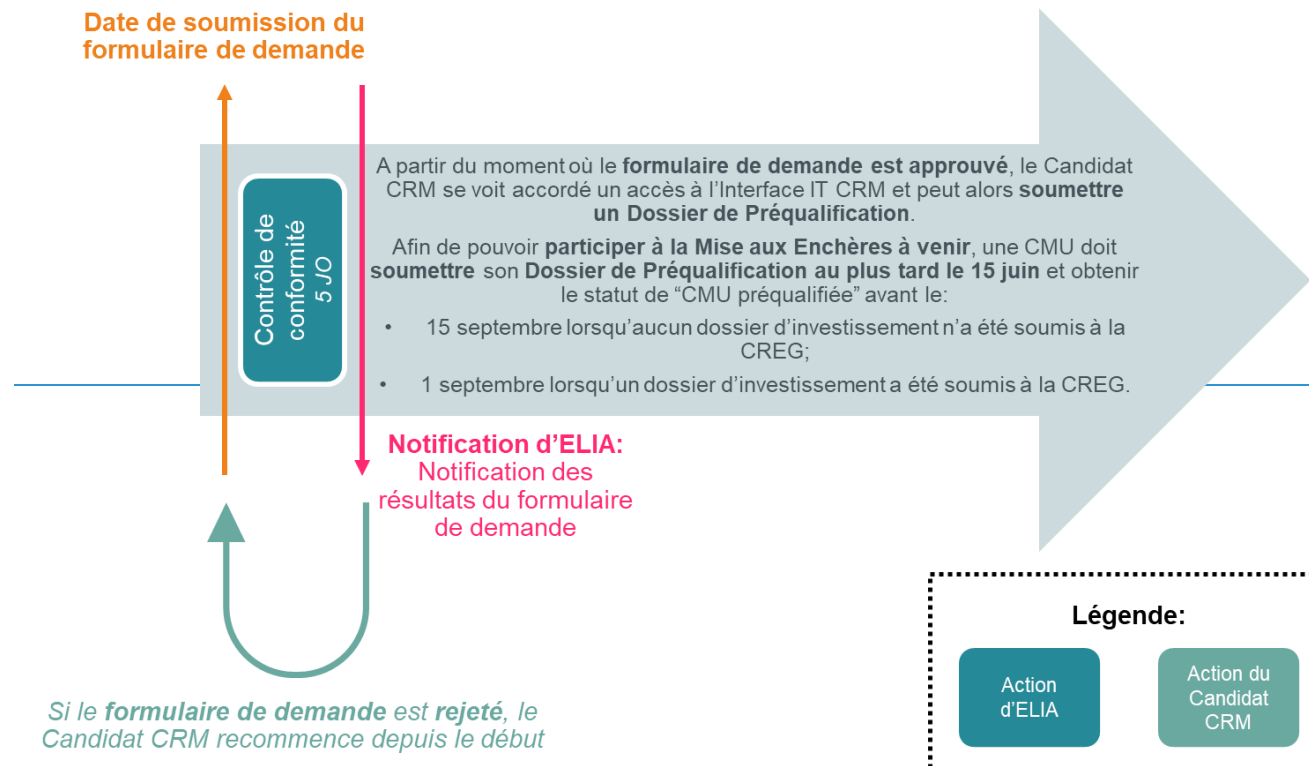 Date de soumission du
formulaire de demande
Contrôle de
conformité
5 JO
A partir du moment où le formulaire de demande est approuvé, le Candidat
CRM se voit accordé un accès à l'Interface IT CRM et peut alors soumettre
un Dossier de Préqualification.
Afin de pouvoir participer à la Mise aux Enchères à venir, une CMU doit
soumettre son Dossier de Préqualification au plus tard le 15 juin et obtenir
le statut de “CMU préqualifiée” avant le:
• 15 septembre lorsqu'aucun dossier d'investissement n'a été soumis à la
CREG;
• 1 septembre lorsqu'un dossier d'investissement a été soumis à la CREG.
Notification d'ELIA:
Notification des
résultats du formulaire
de demande
Si le formulaire de demande est rejeté, le
Candidat CRM recommence depuis le début
Légende:
Action
d'ELIA
Action du
Candidat
CRM